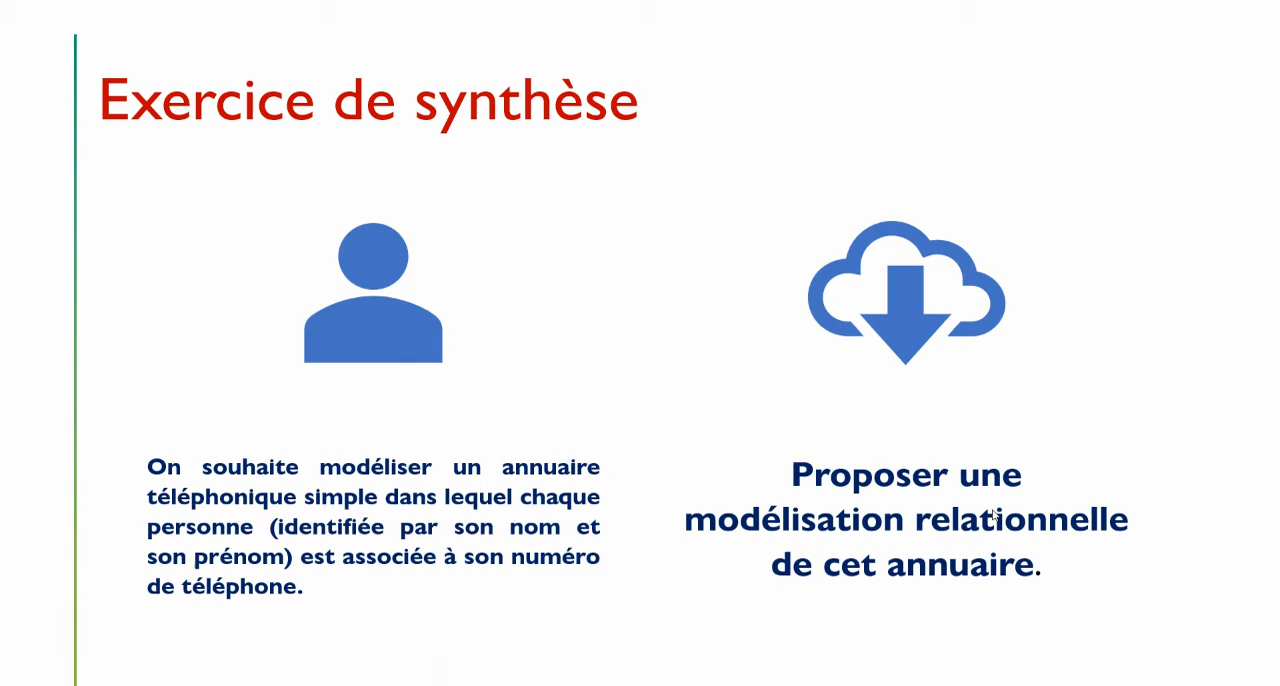 Exercice de synthèse
On souhaite modéliser un annuaire
téléphonique simple dans lequel chaque
personne (identifiée par son nom et
son prénom) est associée à son numéro
de téléphone.
Proposer une
modélisation relationnelle
de cet annuaire.